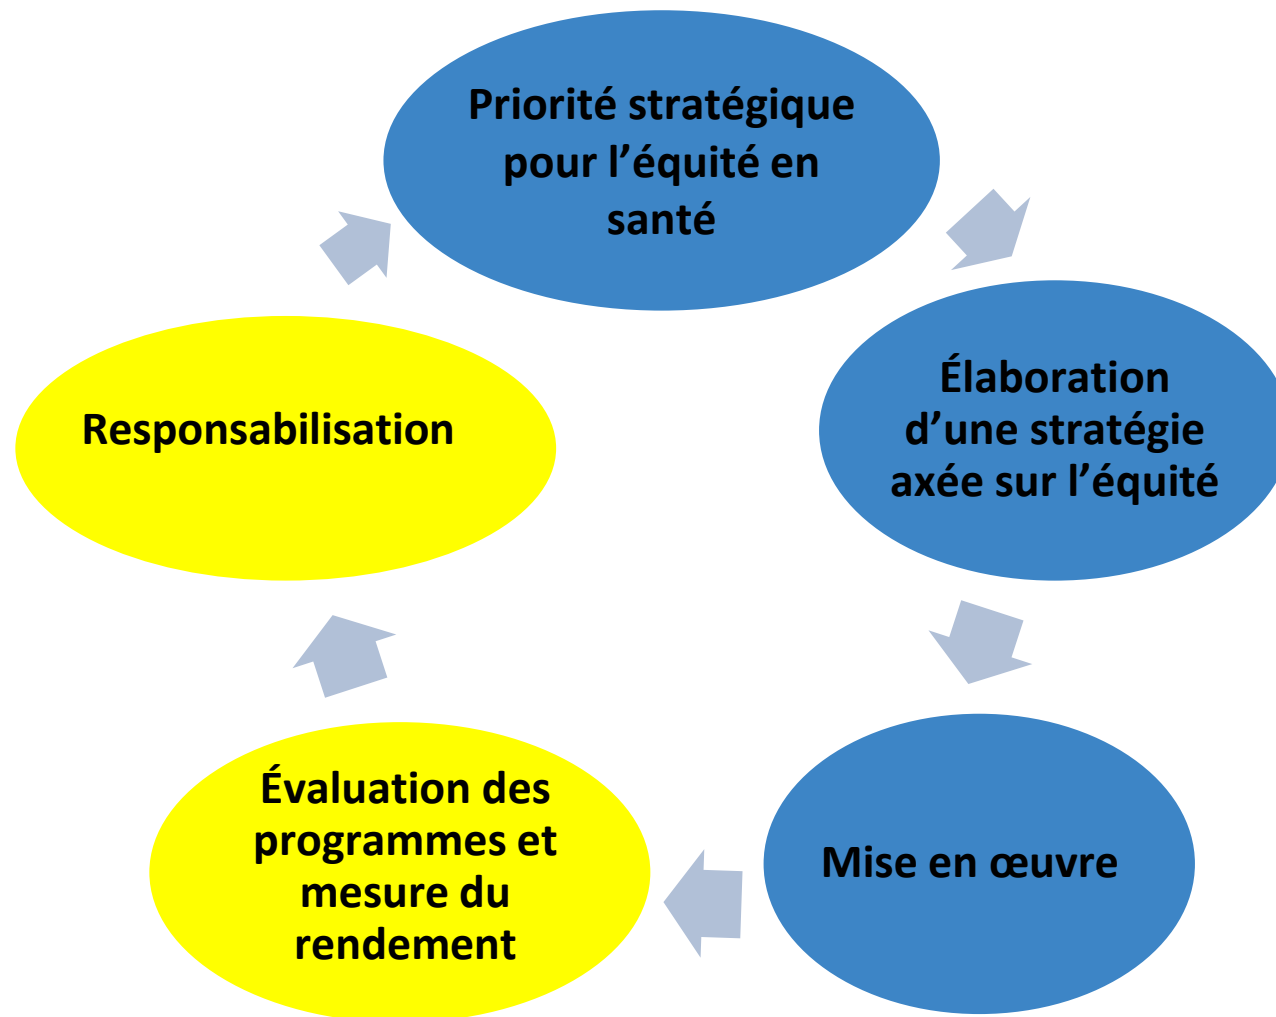 Priorité stratégique
pour l’équité en
santé
Élaboration
d’une stratégie
axée sur l’équité
Mise en œuvre
Évaluation des
programmes et
mesure du
rendement
Responsabilisation